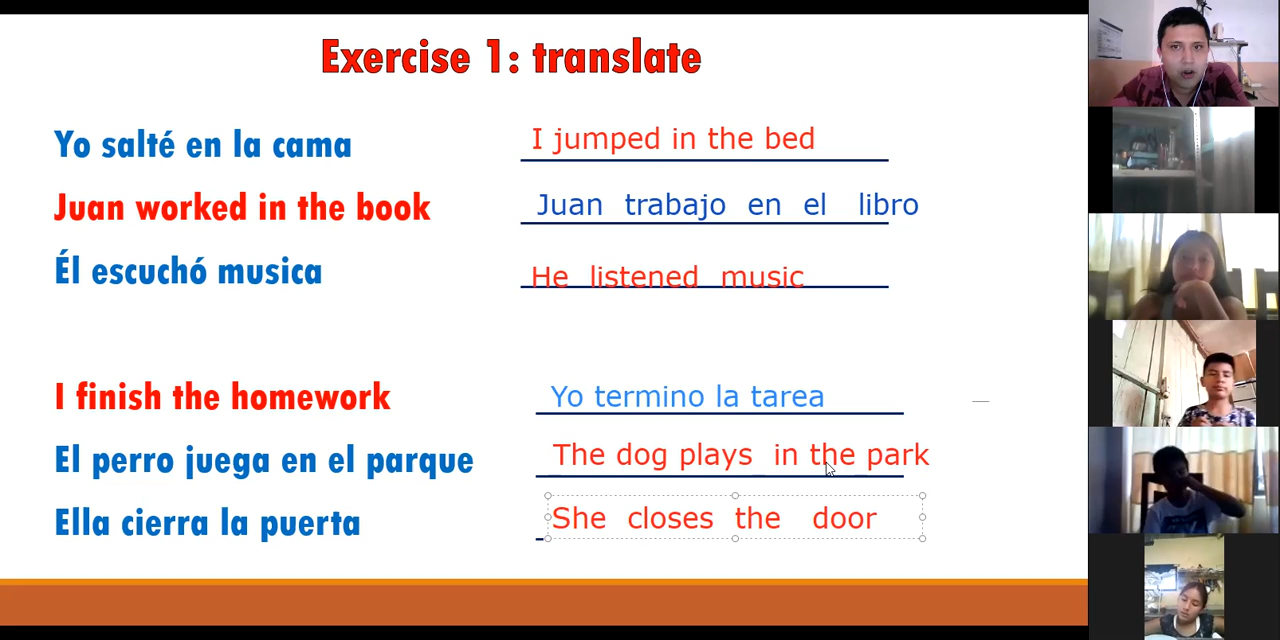 Exercise 1: translate
Yo salté en la cama
I jumped in the bed
Juan worked in the book
Juan trabajo en el libro
Él escuchó musica
He listened music
I finish the homework
Yo termino la tarea
El perro juega en el parque
The dog plays in the park
Ella cierra la puerta
She closes the door